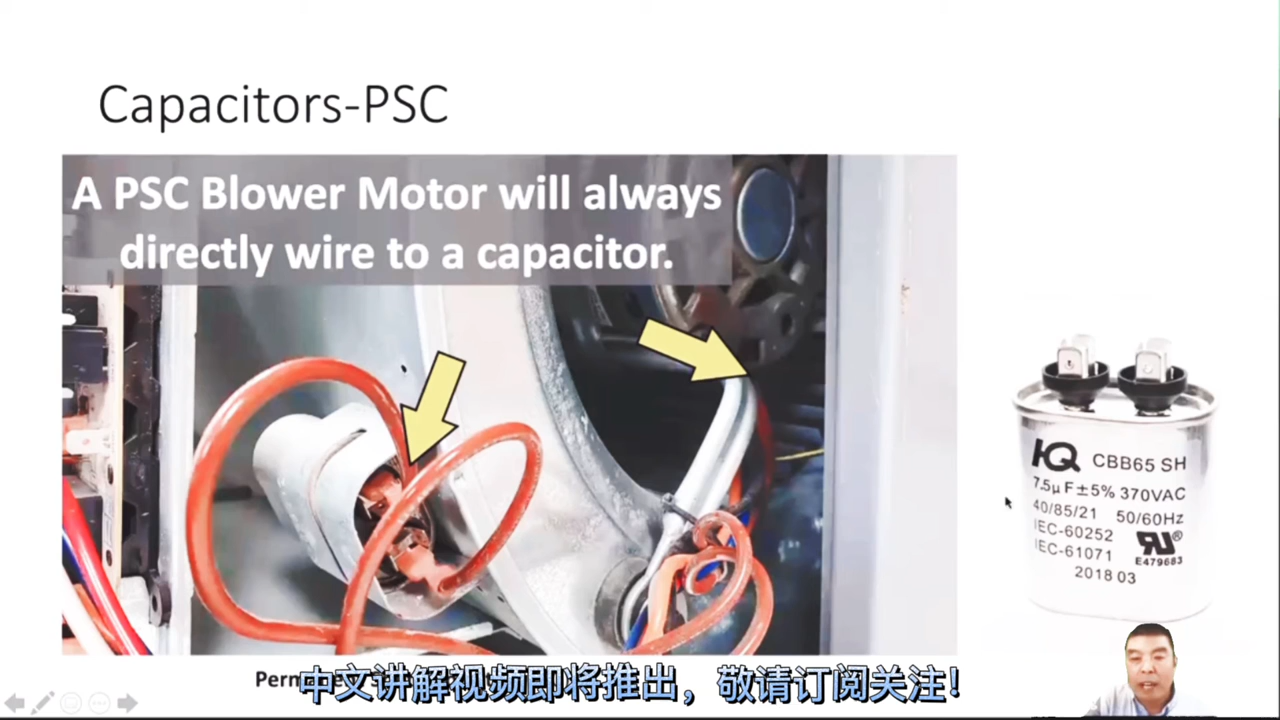 Capacitors-PSC
A PSC Blower Motor will always
directly wire to a capacitor.
HQ CBB65 SH
7.5μF±5% 370VAC
40/85/21 50/60Hz
IEC-60252
IEC-61071
E479683
2018 03
中文讲解视频即将推出，敬请订阅关注！